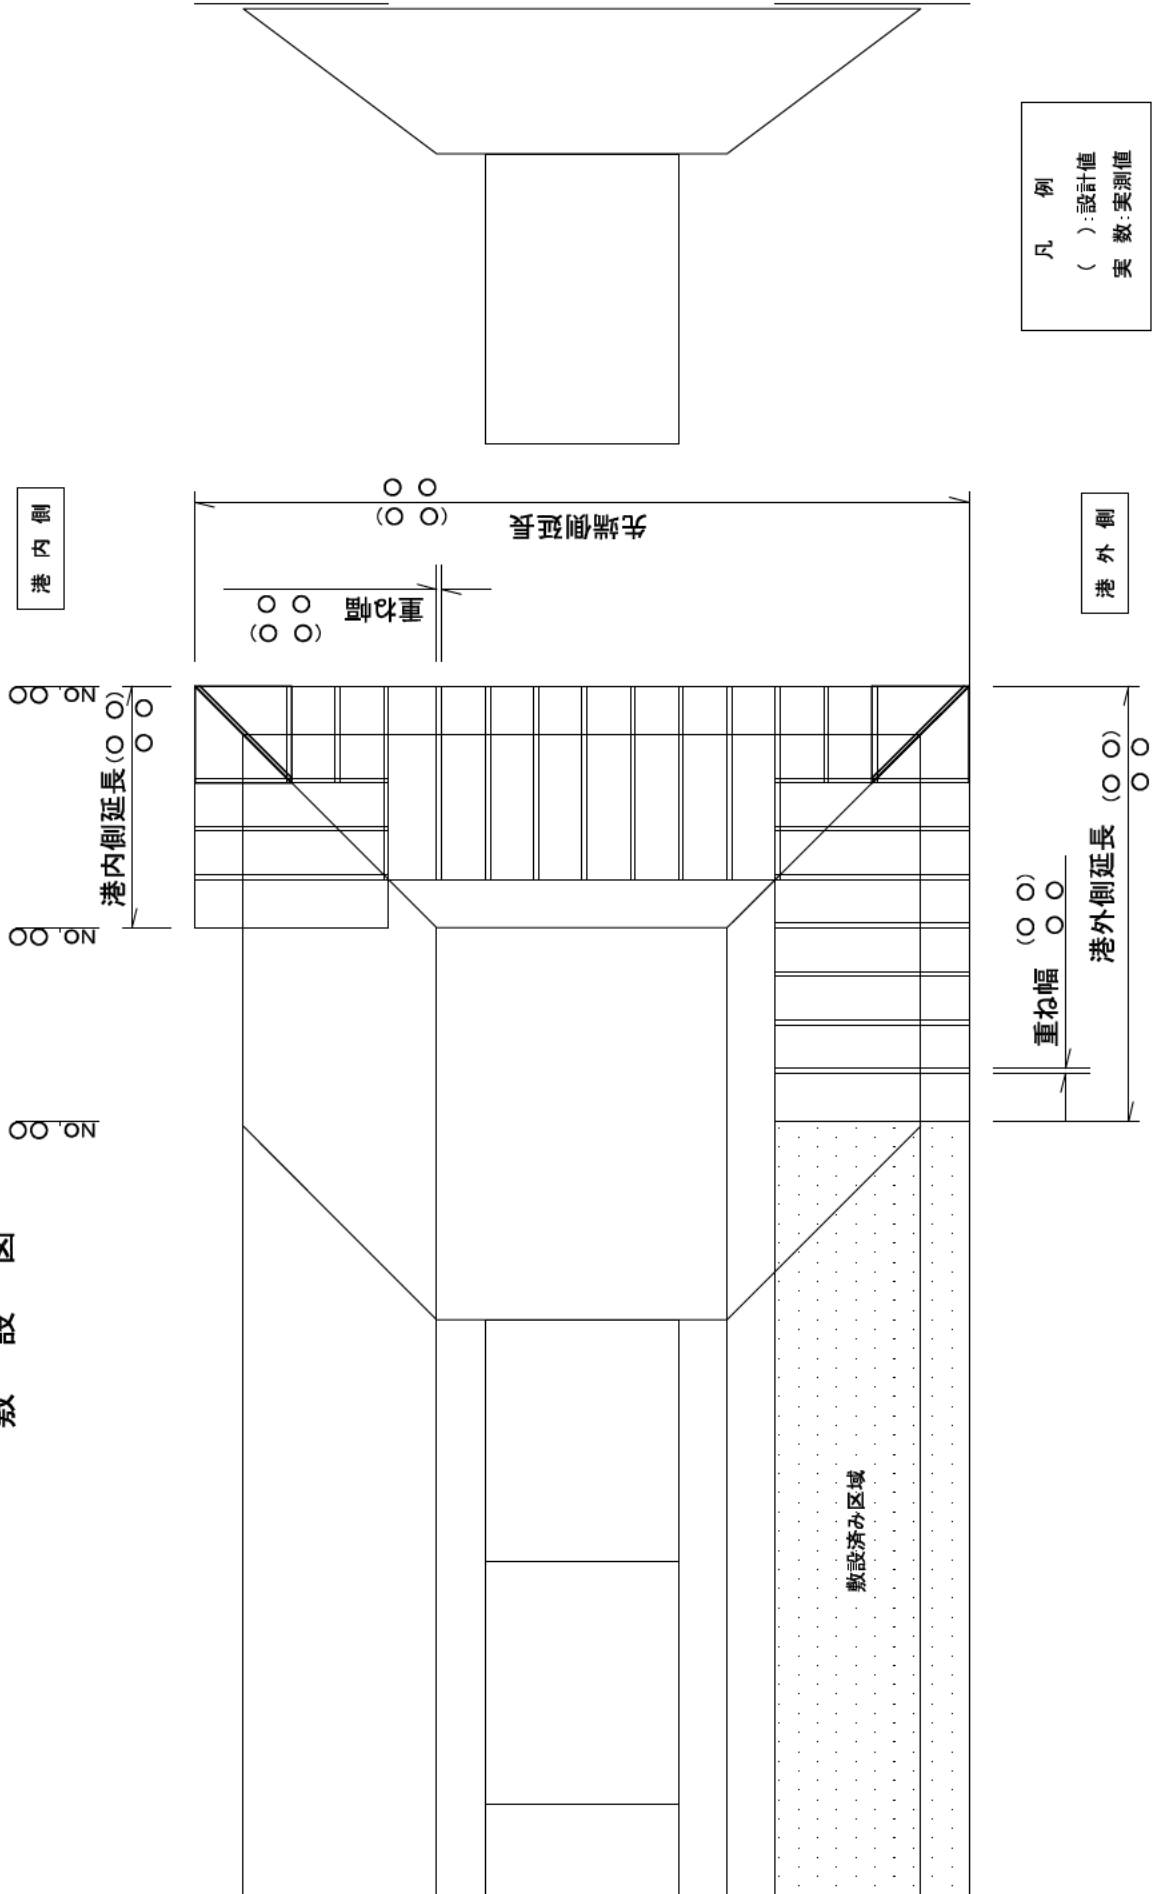 敷設図
港内側
港外側
凡例
( ):設計値
実数:実測値
先端側延長
○ ○
(○ ○)
重ね幅
○ ○
(○ ○)
NO. ○○
NO. ○○
NO. ○○
港内側延長(○ ○)
○ ○
港外側延長 (○ ○)
○ ○
重ね幅 (○ ○)
○ ○
敷設済み区域